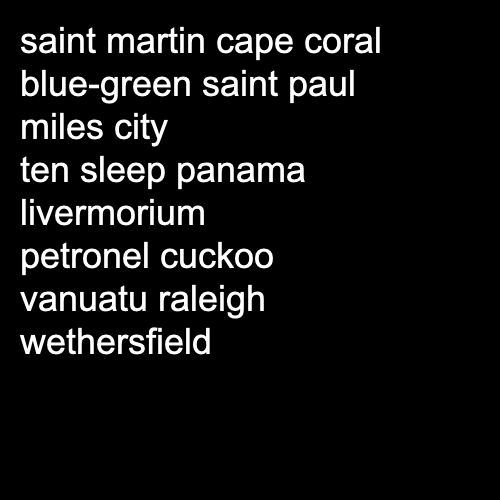 saint martin cape coral
blue-green saint paul
miles city
ten sleep panama
livermorium
petronel cuckoo
vanuatu raleigh
wethersfield